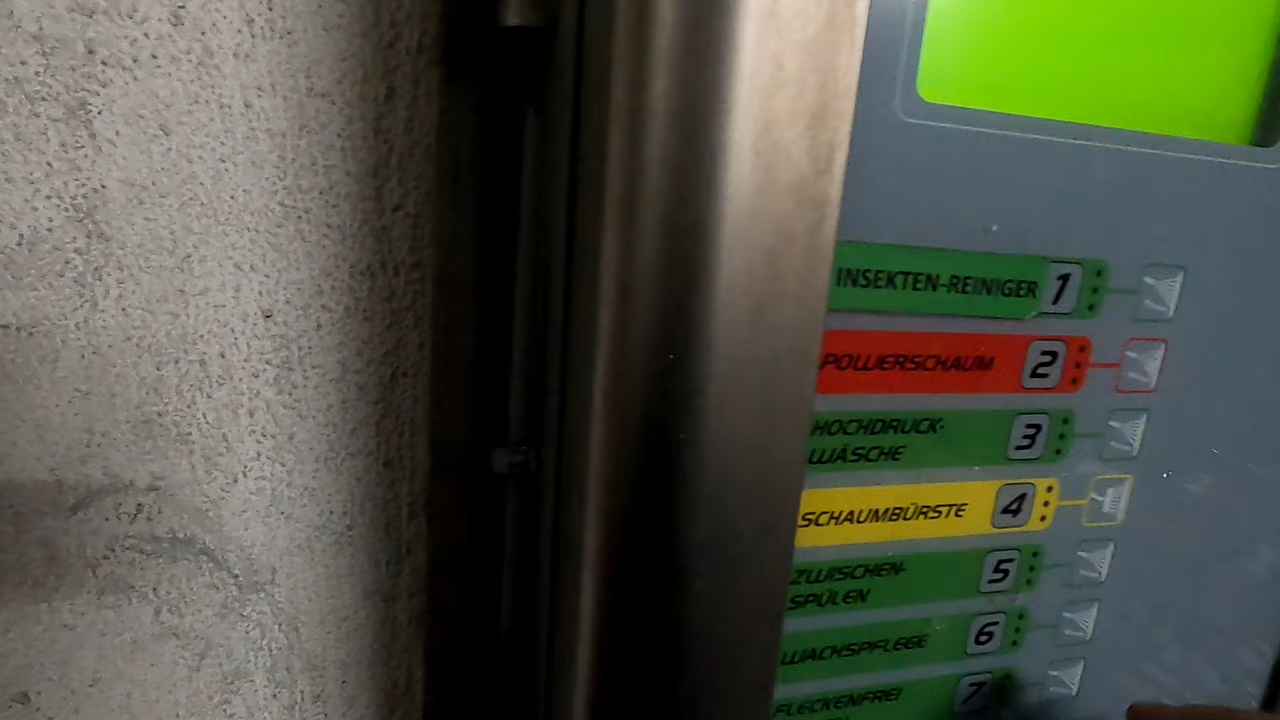 INSEKTEN-REINIGER 1
POLIERSCHAUM 2
HOCHDRUCK-
WÄSCHE 3
SCHAUMBÜRSTE 4
ZWISCHEN-
SPÜLEN 5
WACHSPFLEGE 6
FLECKENFREI 7